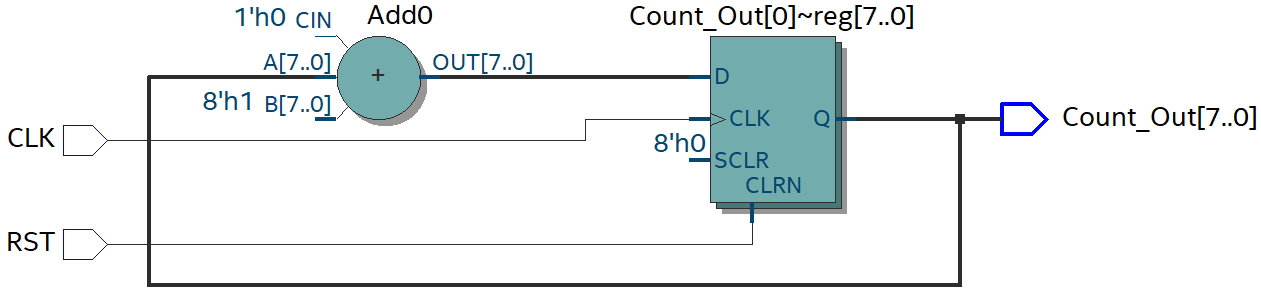 1'h0 CIN Add0 Count_Out[0]~reg[7..0]
A[7..0] + OUT[7..0] D
8'h1 B[7..0]
CLK CLK Q Count_Out[7..0]
8'h0 SCLR
CLRN
RST